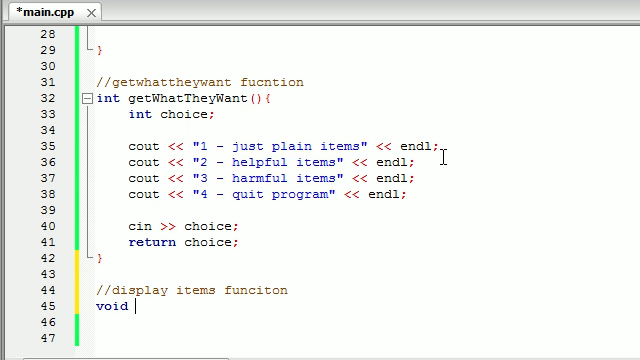 *main.cpp
28
29 }
30
31 //getwhattheywant fucntion
32 int getWhatTheyWant(){
33 int choice;
34
35 cout << "1 - just plain items" << endl;
36 cout << "2 - helpful items" << endl;
37 cout << "3 - harmful items" << endl;
38 cout << "4 - quit program" << endl;
39
40 cin >> choice;
41 return choice;
42 }
43
44 //display items funciton
45 void
46
47